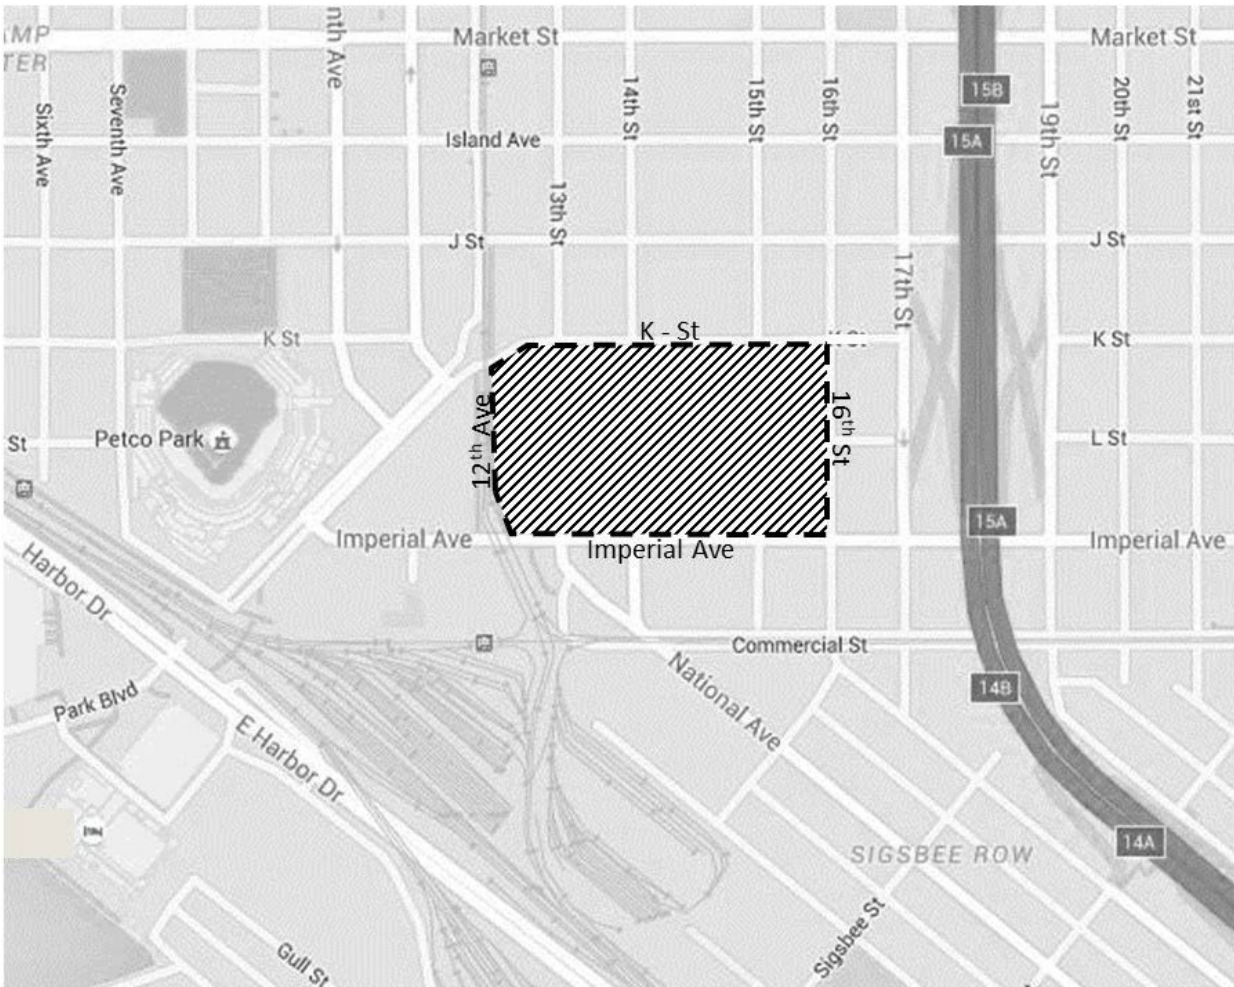 AMP
TER
nth Ave
Market St
Market St
15B
Sixth Ave
Seventh Ave
14th St
15th St
16th St
19th St
20th St
21st St
Island Ave
15A
13th St
J St
J St
17th St
K St
K - St
K St
K St
12th Ave
16th St
St
Petco Park
L St
15A
Imperial Ave
Imperial Ave
Imperial Ave
Harbor Dr
Commercial St
National Ave
14B
Park Blvd
E Harbor Dr
14A
SIGSBEE ROW
Sigsbee St
Gull St